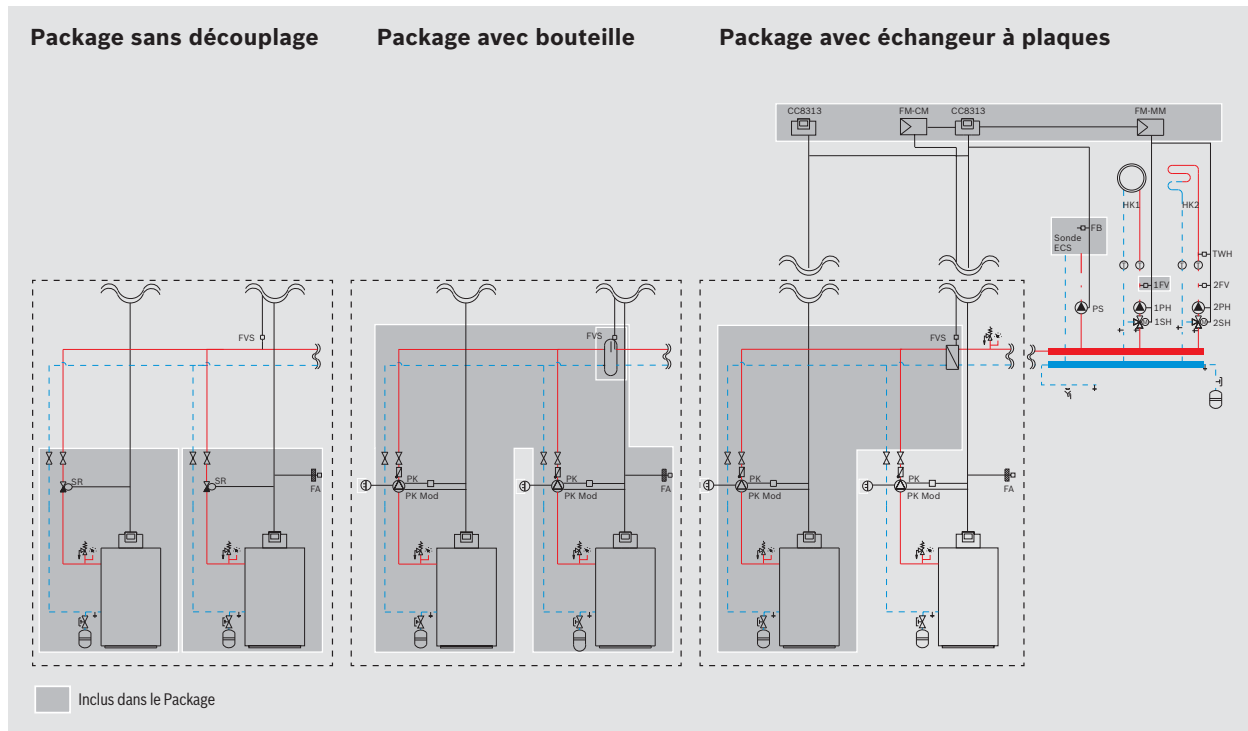 Package sans découplage
Package avec bouteille
Package avec échangeur à plaques
CC8313
FM-CM
CC8313
FM-MM
HK1
HK2
FB
Sonde
ECS
TWH
1FV
2FV
PS
1PH
2PH
1SH
2SH
FVS
FVS
FVS
SR
SR
FA
PK
PK Mod
PK
PK Mod
FA
PK
PK Mod
PK
PK Mod
FA
Inclus dans le Package